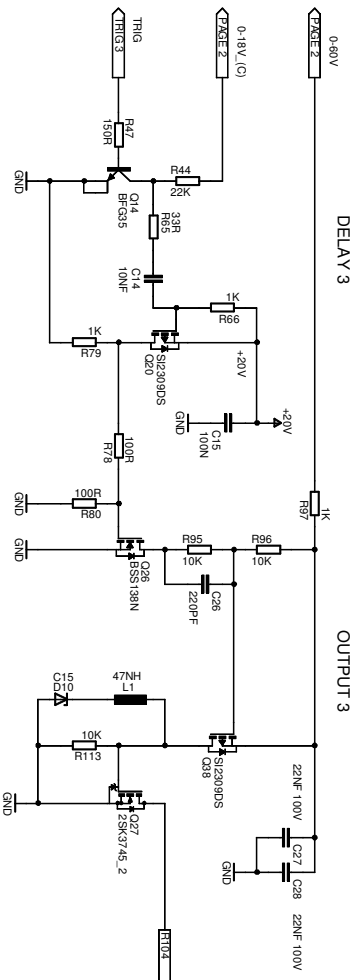 DELAY 3
OUTPUT 3
0-60V
PAGE 2
0-18V_(C)
PAGE 2
TRIG
TRIG 3
R47
150R
GND
Q14
BFG35
R44
22K
33R
R65
C14
10NF
1K
R66
+20V
SI2309DS
Q20
1K
R79
+20V
C15
100N
GND
100R
R78
100R
R80
GND
GND
Q26
BSS138N
R95
10K
R96
10K
C26
220PF
1K
R97
SI2309DS
Q38
47NH
L1
C15
D10
10K
R113
GND
Q27
2SK3745_2
22NF 100V
C27
C28
22NF 100V
GND
R104